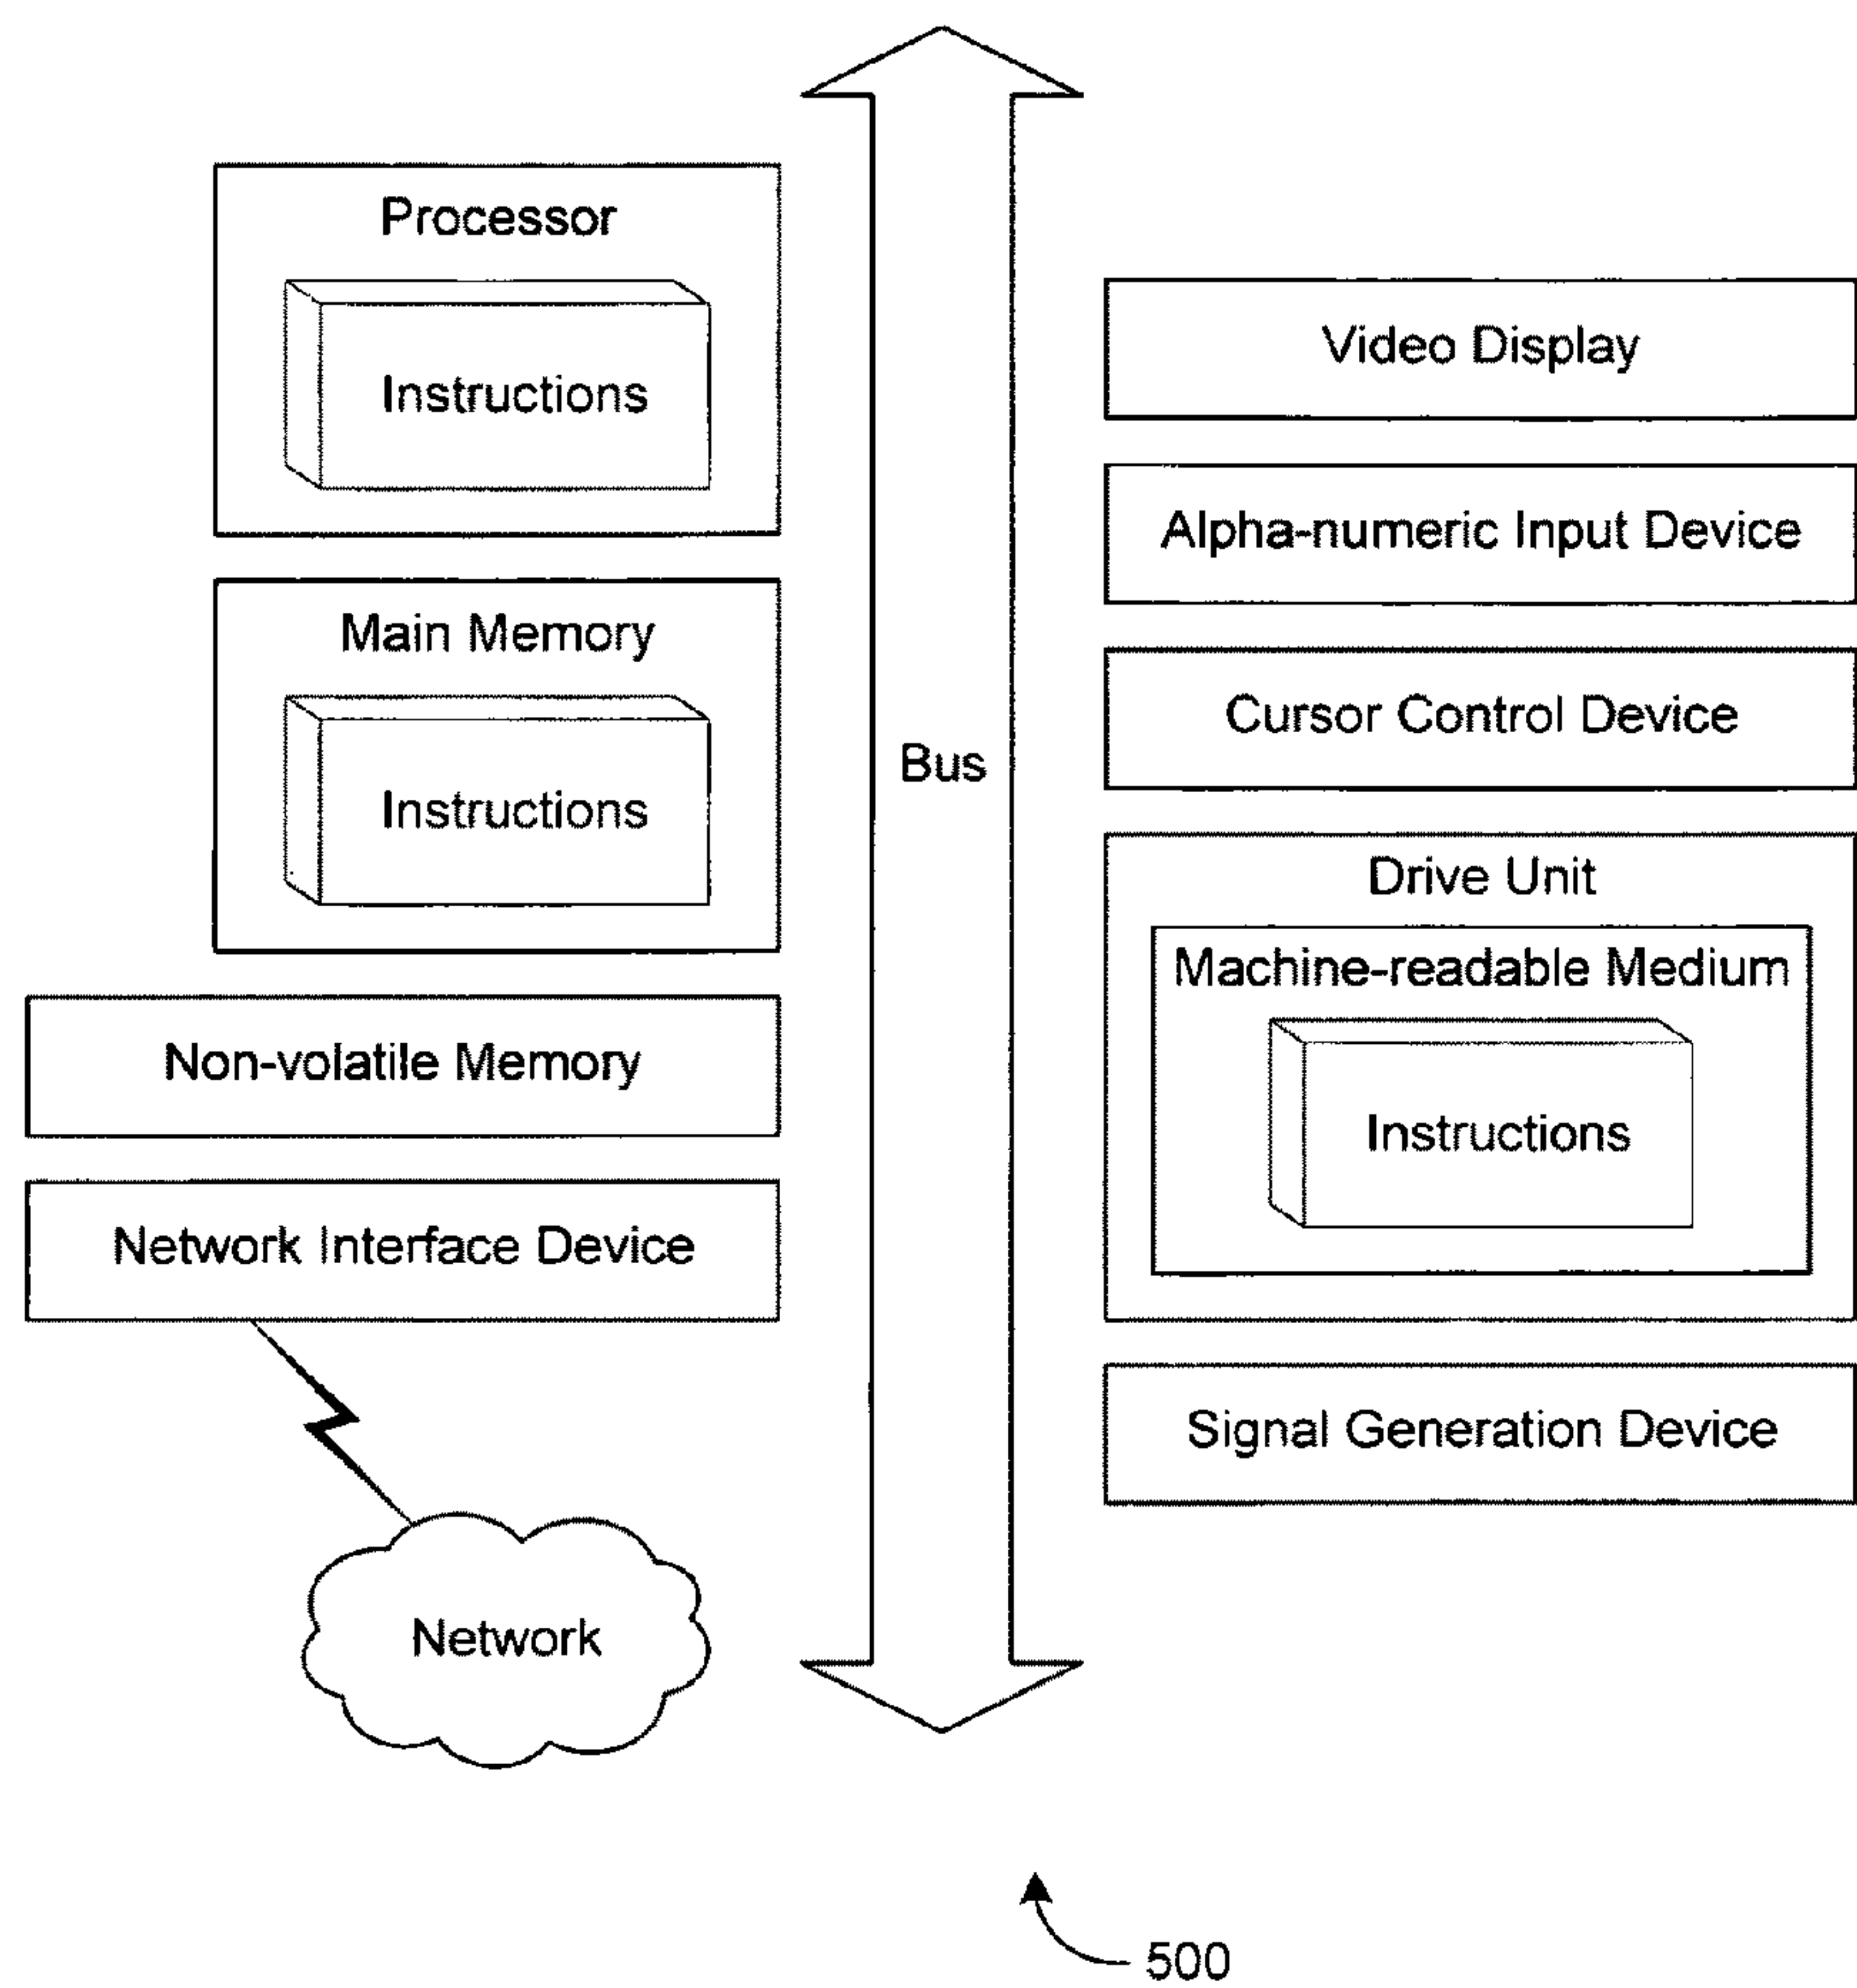 Processor
Instructions
Main Memory
Instructions
Non-volatile Memory
Network Interface Device
Network
Bus
Video Display
Alpha-numeric Input Device
Cursor Control Device
Drive Unit
Machine-readable Medium
Instructions
Signal Generation Device
500